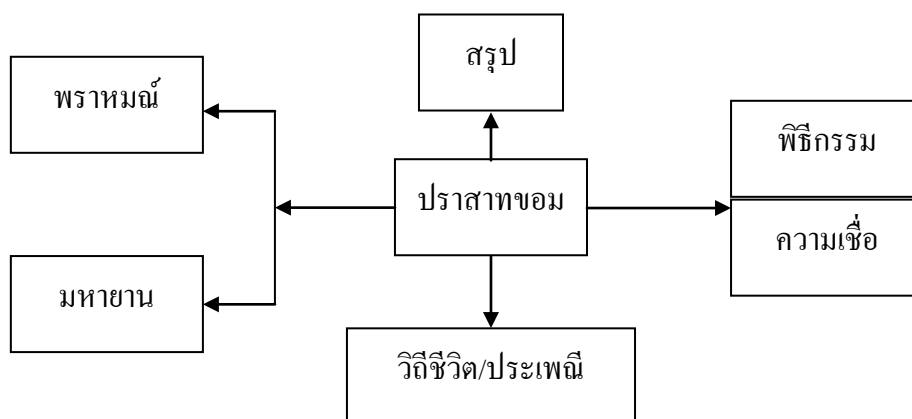 สรุป
พราหมณ์
พิธีกรรม
ปราสาทขอม
ความเชื่อ
มหายาน
วิถีชีวิต/ประเพณี